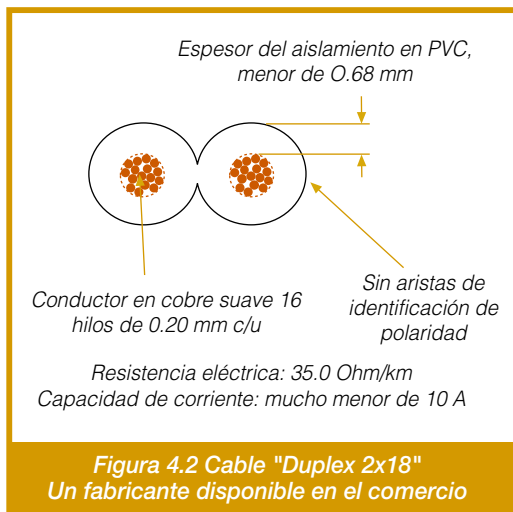 Espesor del aislamiento en PVC,
menor de O.68 mm
Conductor en cobre suave 16
hilos de 0.20 mm c/u
Sin aristas de
identificación de
polaridad
Resistencia eléctrica: 35.0 Ohm/km
Capacidad de corriente: mucho menor de 10 A
Figura 4.2 Cable "Duplex 2x18"
Un fabricante disponible en el comercio